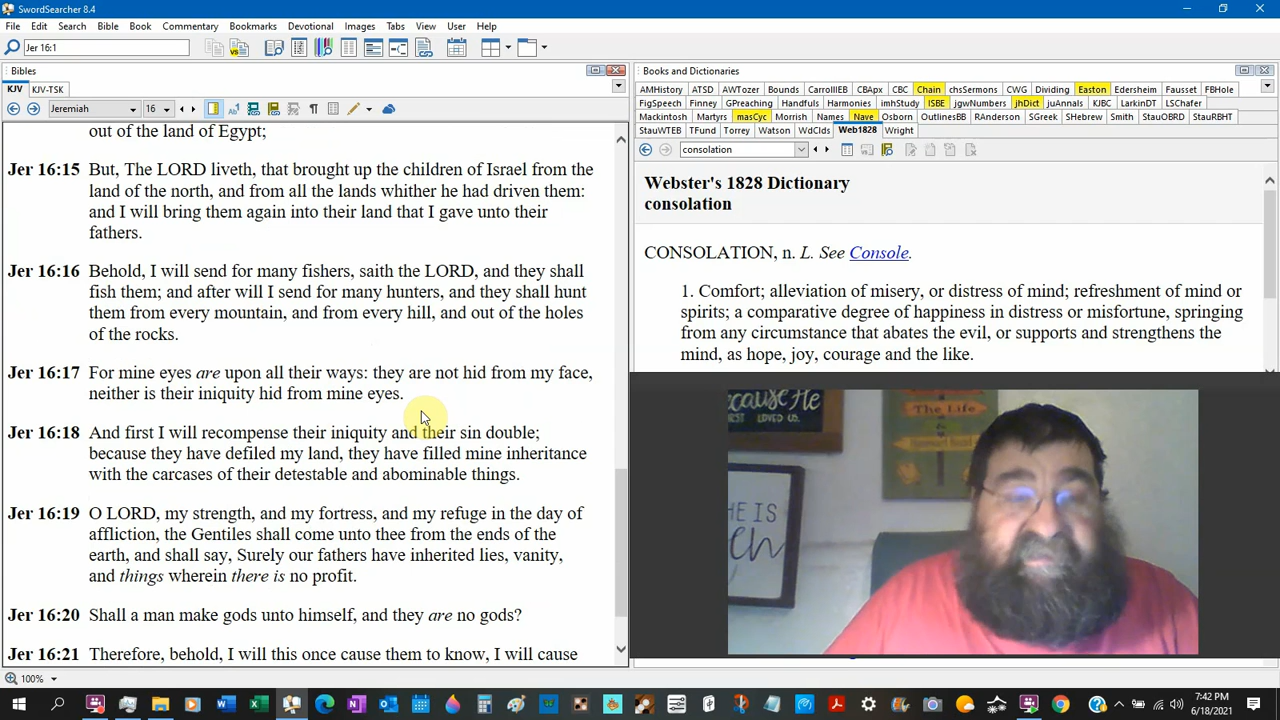 SwordSearcher 8.4
File Edit Search Bible Book Commentary Bookmarks Devotional Images Tabs View User Help
Jer 16:1
Bibles
KJV KJV-TSK
Jeremiah 16
out of the land of Egypt;
Jer 16:15 But, The LORD liveth, that brought up the children of Israel from the
land of the north, and from all the lands whither he had driven them:
and I will bring them again into their land that I gave unto their
fathers.
Jer 16:16 Behold, I will send for many fishers, saith the LORD, and they shall
fish them; and after will I send for many hunters, and they shall hunt
them from every mountain, and from every hill, and out of the holes
of the rocks.
Jer 16:17 For mine eyes are upon all their ways: they are not hid from my face,
neither is their iniquity hid from mine eyes.
Jer 16:18 And first I will recompense their iniquity and their sin double;
because they have defiled my land, they have filled mine inheritance
with the carcases of their detestable and abominable things.
Jer 16:19 O LORD, my strength, and my fortress, and my refuge in the day of
affliction, the Gentiles shall come unto thee from the ends of the
earth, and shall say, Surely our fathers have inherited lies, vanity,
and things wherein there is no profit.
Jer 16:20 Shall a man make gods unto himself, and they are no gods?
Jer 16:21 Therefore, behold, I will this once cause them to know, I will cause
100%
Books and Dictionaries
AMHistory ATSD AWTozer Bounds CarrollEB CBApx CBC Chain chsSermons CWG Dividing Easton Edersheim Fausset FBHole
FigSpeech Finney GPreaching Handfuls Harmonies imhStudy ISBE jgwNumbers jhDict juAnnals KJBC LarkinDT LSChafer
Mackintosh Martyrs masCyc Morrish Names Nave Osborn OutlinesBB RAnderson SGreek SHebrew Smith StauOBRD StauRBHT
StauWTEB TFund Torrey Watson WdClds Web1828 Wright
consolation
Webster's 1828 Dictionary
consolation
CONSOLATION, n. L. See Console.
1. Comfort; alleviation of misery, or distress of mind; refreshment of mind or
spirits; a comparative degree of happiness in distress or misfortune, springing
from any circumstance that abates the evil, or supports and strengthens the
mind, as hope, joy, courage and the like.
ecause He
FIRST LOVED US.
The Life
HE IS
7:42 PM
6/18/2021